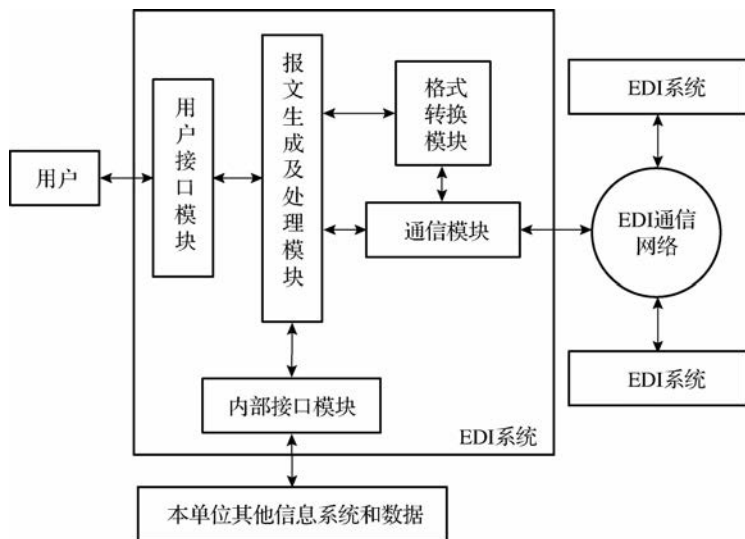 用户
用户接口模块
报文生成及处理模块
格式
转换
模块
通信模块
内部接口模块
EDI系统
本单位其他信息系统和数据
EDI系统
EDI通信
网络
EDI系统